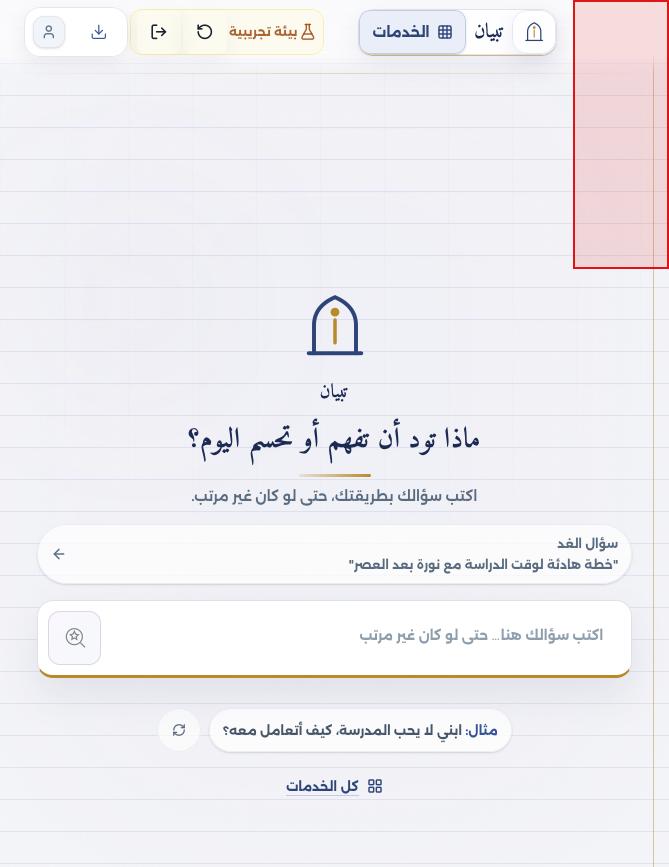 تبيان
الخدمات
بيئة تجريبية
تبيان
ماذا تود أن تفهم أو تحسم اليوم؟
اكتب سؤالك بطريقتك، حتى لو كان غير مرتب.
سؤال الغد
"خطة هادئة لوقت الدراسة مع نورة بعد العصر"
اكتب سؤالك هنا... حتى لو كان غير مرتب
مثال: ابني لا يحب المدرسة، كيف أتعامل معه؟
كل الخدمات